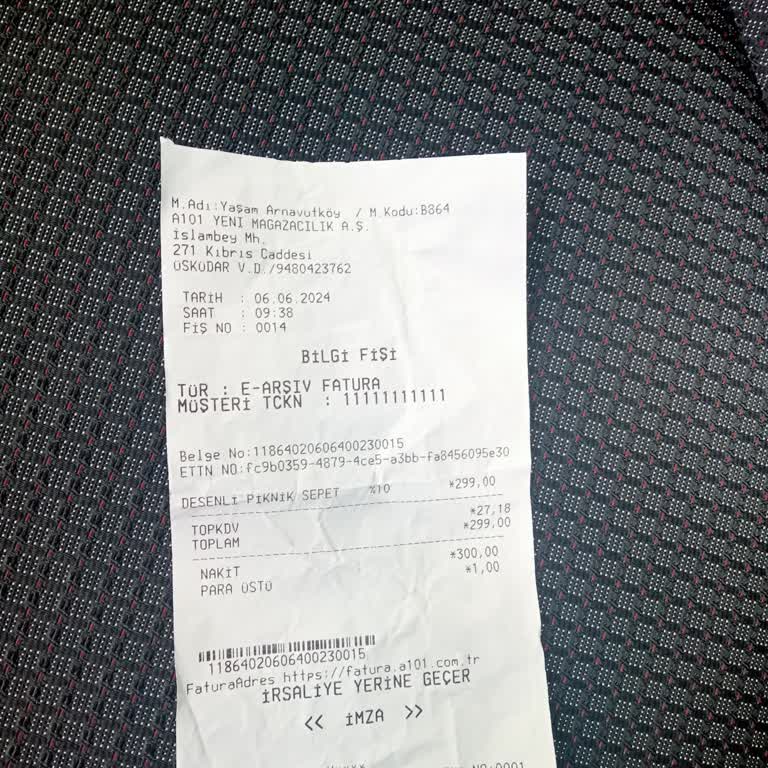 M.Adı:Yaşam Arnavutköy / M.Kodu:B864
A101 YENİ MAĞAZACILIK A.Ş.
İslambey Mh.
271 Kıbrıs Caddesi
ÜSKÜDAR V.D./9480423762
TARİH : 06.06.2024
SAAT : 09:38
FİŞ NO : 0014
BİLGİ FİŞİ
TÜR : E-ARŞİV FATURA
MÜŞTERİ TCKN : 11111111111
Belge No:11864020606400230015
ETTN NO:fc9b0359-4879-4ce5-a3bb-fa8456095e30
DESENLİ PİKNİK SEPET %10 *299,00
TOPKDV *27,18
TOPLAM *299,00
NAKİT *300,00
PARA ÜSTÜ *1,00
11864020606400230015
FaturaAdres https://fatura.a101.com.tr
İRSALİYE YERİNE GEÇER
<< İMZA >>
NO:0001